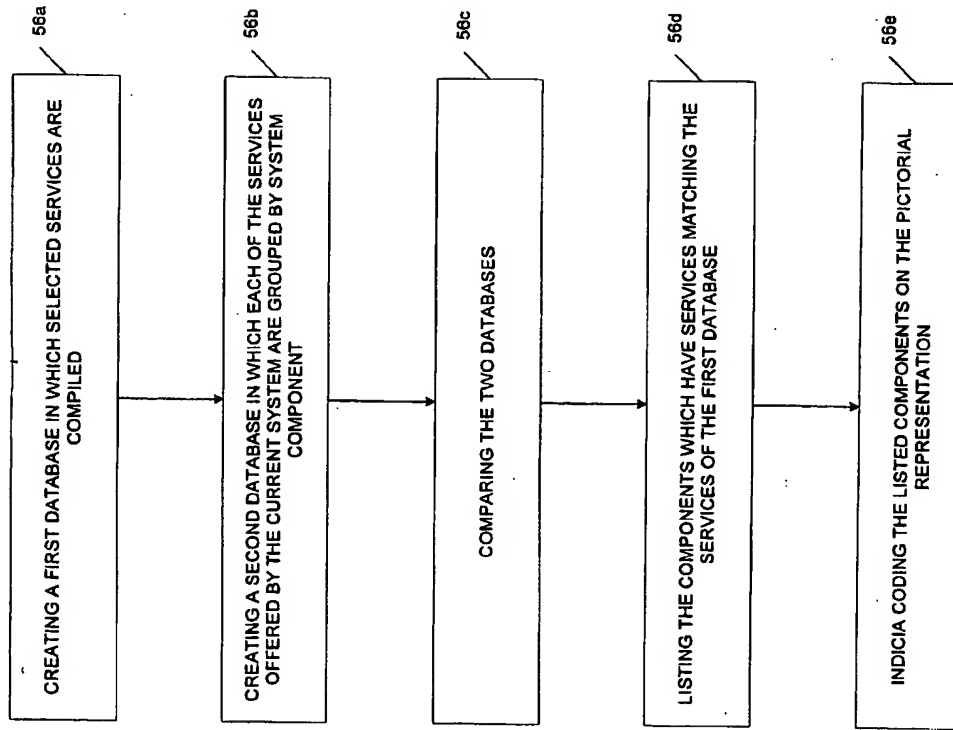 56a
CREATING A FIRST DATABASE IN WHICH SELECTED SERVICES ARE
COMPILED
56b
CREATING A SECOND DATABASE IN WHICH EACH OF THE SERVICES
OFFERED BY THE CURRENT SYSTEM ARE GROUPED BY SYSTEM
COMPONENT
56c
COMPARING THE TWO DATABASES
56d
LISTING THE COMPONENTS WHICH HAVE SERVICES MATCHING THE
SERVICES OF THE FIRST DATABASE
56e
INDICIA CODING THE LISTED COMPONENTS ON THE PICTORIAL
REPRESENTATION